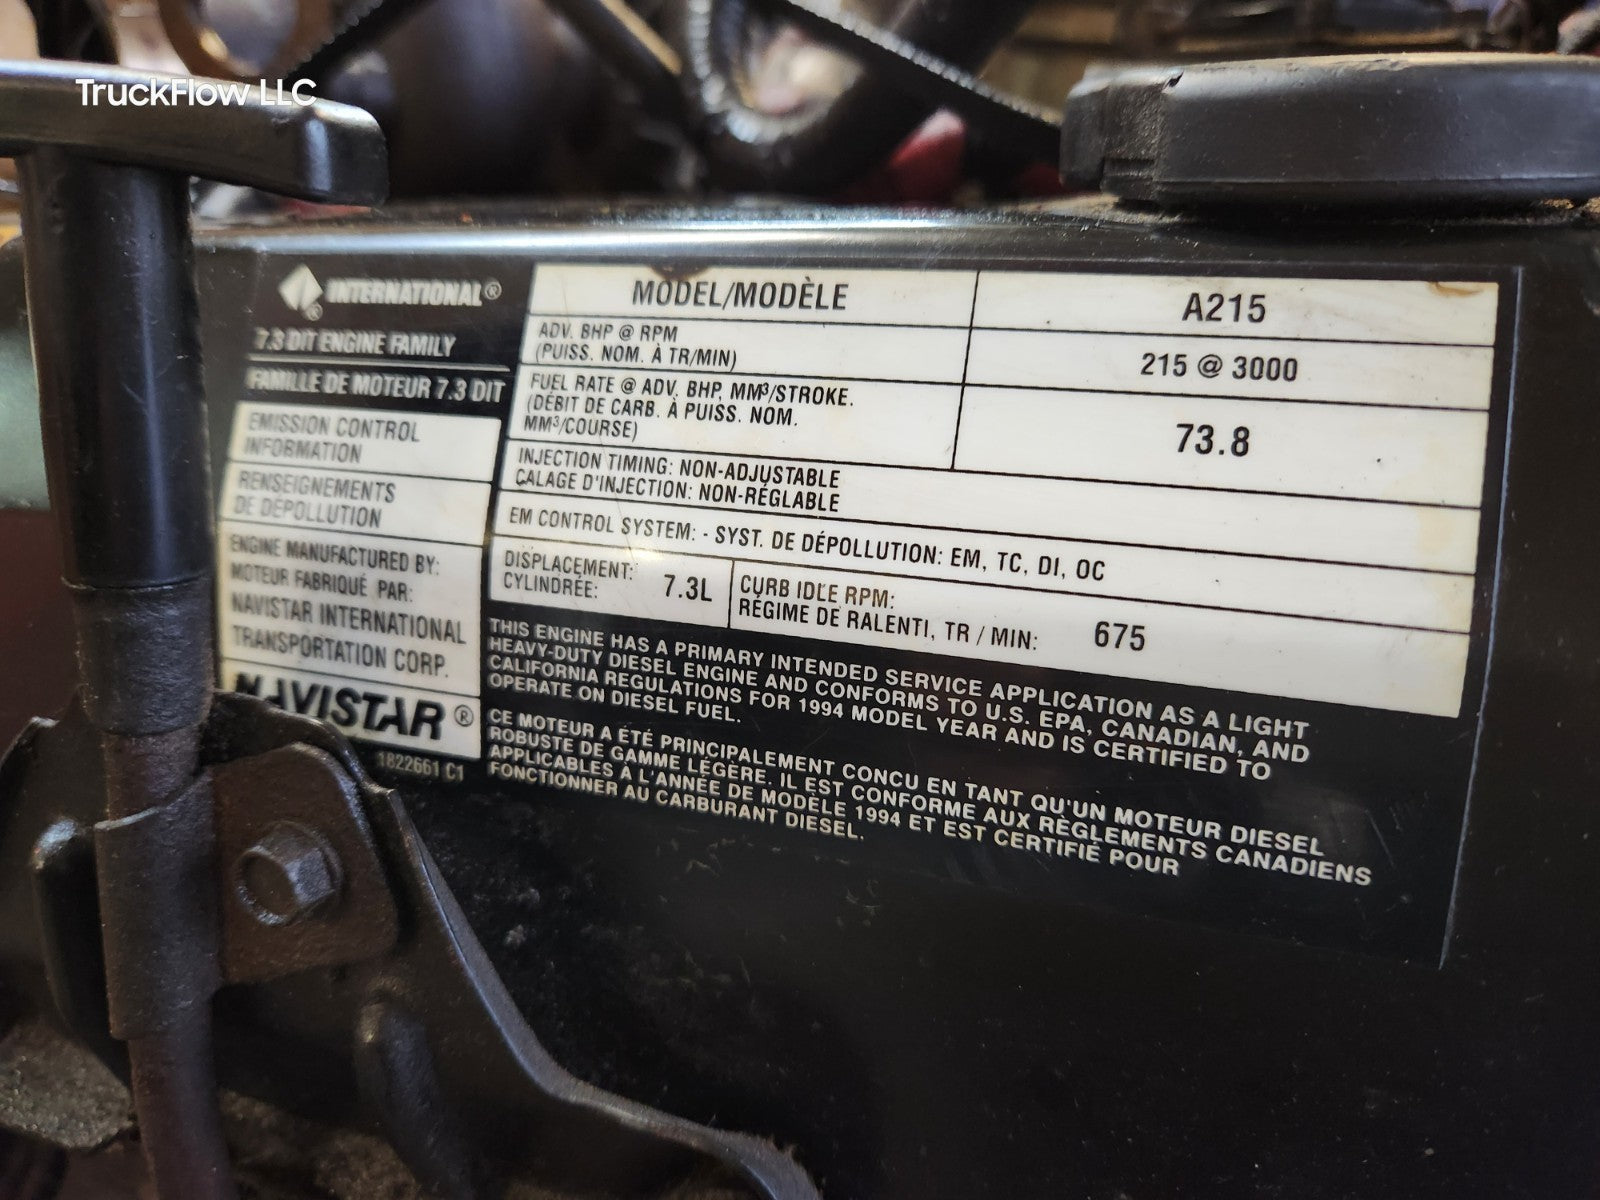 TruckFlow LLC
INTERNATIONAL®
7.3 DIT ENGINE FAMILY
FAMILLE DE MOTEUR 7.3 DIT
EMISSION CONTROL
INFORMATION
RENSEIGNEMENTS
DE DÉPOLLUTION
ENGINE MANUFACTURED BY:
MOTEUR FABRIQUÉ PAR:
NAVISTAR INTERNATIONAL
TRANSPORTATION CORP.
NAVISTAR®
1822661 C1
MODEL/MODÈLE A215
ADV. BHP @ RPM
(PUISS. NOM. À TR/MIN) 215 @ 3000
FUEL RATE @ ADV. BHP, MM³/STROKE.
(DÉBIT DE CARB. À PUISS. NOM.
MM³/COURSE) 73.8
INJECTION TIMING: NON-ADJUSTABLE
CALAGE D'INJECTION: NON-RÉGLABLE
EM CONTROL SYSTEM: - SYST. DE DÉPOLLUTION: EM, TC, DI, OC
DISPLACEMENT:
CYLINDRÉE: 7.3L
CURB IDLE RPM:
RÉGIME DE RALENTI, TR / MIN: 675
THIS ENGINE HAS A PRIMARY INTENDED SERVICE APPLICATION AS A LIGHT
HEAVY-DUTY DIESEL ENGINE AND CONFORMS TO U.S. EPA, CANADIAN, AND
CALIFORNIA REGULATIONS FOR 1994 MODEL YEAR AND IS CERTIFIED TO
OPERATE ON DIESEL FUEL.
CE MOTEUR A ÉTÉ PRINCIPALEMENT CONCU EN TANT QU'UN MOTEUR DIESEL
ROBUSTE DE GAMME LÉGÈRE. IL EST CONFORME AUX RÈGLEMENTS CANADIENS
APPLICABLES À L'ANNÉE DE MODÈLE 1994 ET EST CERTIFIÉ POUR
FONCTIONNER AU CARBURANT DIESEL.